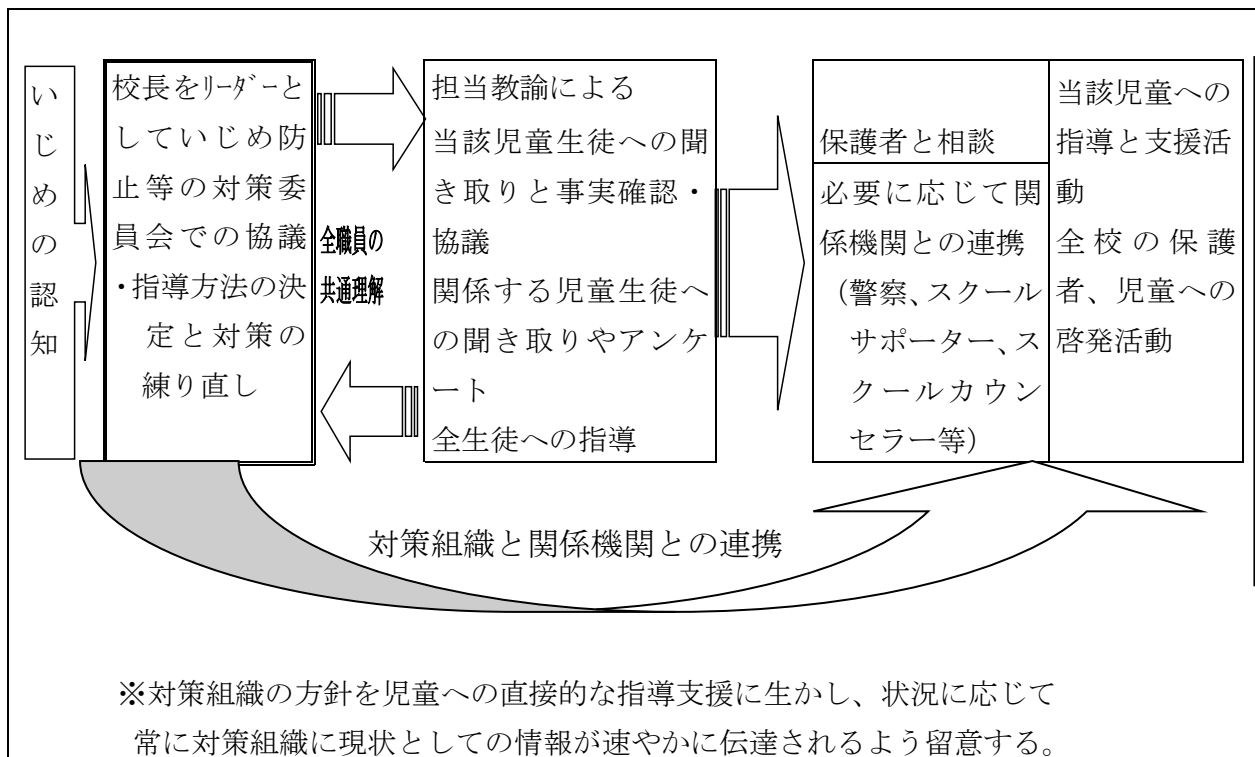 いじめの認知
校長をﾘｰﾀﾞｰと
していじめ防
止等の対策委
員会での協議
・指導方法の決
定と対策の
練り直し
全職員の
共通理解
担当教諭による
当該児童生徒への聞
き取りと事実確認・
協議
関係する児童生徒へ
の聞き取りやアンケ
ート
全生徒への指導
保護者と相談
必要に応じて関
係機関との連携
（警察、スクール
サポーター、ス
クールカウン
セラー等）
当該児童への
指導と支援活
動
全校の保護
者、児童への
啓発活動
対策組織と関係機関との連携
※対策組織の方針を児童への直接的な指導支援に生かし、状況に応じて
常に対策組織に現状としての情報が速やかに伝達されるよう留意する。